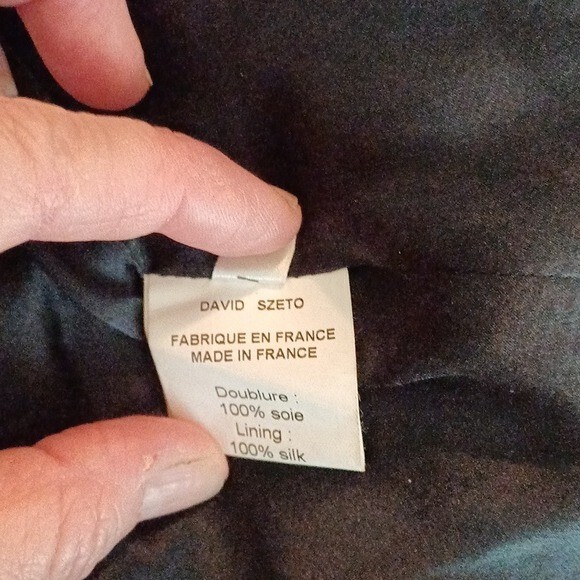 DAVID SZETO
FABRIQUE EN FRANCE
MADE IN FRANCE
Doublure :
100% soie
Lining :
100% silk